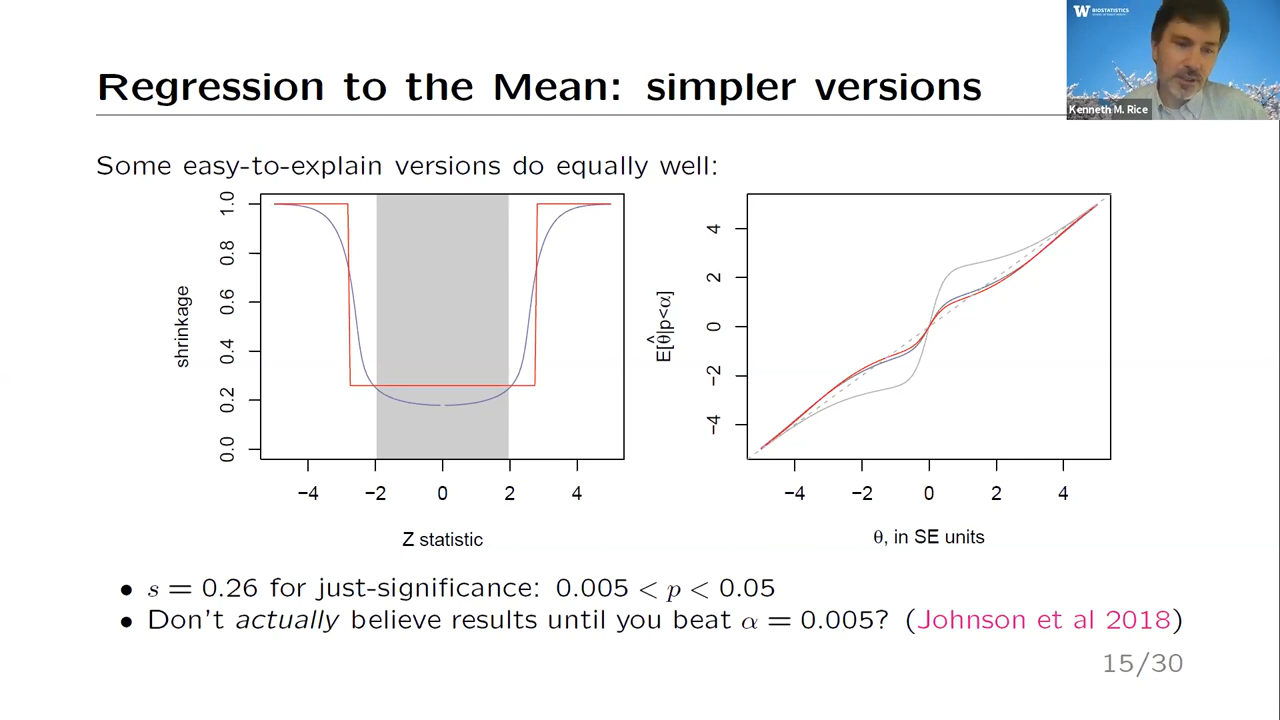 W BIOSTATISTICS
Kenneth M. Rice
Regression to the Mean: simpler versions
Some easy-to-explain versions do equally well:
shrinkage
0.0 0.2 0.4 0.6 0.8 1.0
−4 −2 0 2 4
Z statistic
E[θ̂|p<α]
−4 −2 0 2 4
−4 −2 0 2 4
θ, in SE units
• s = 0.26 for just-significance: 0.005 < p < 0.05
• Don't actually believe results until you beat α = 0.005? (Johnson et al 2018)
15/30